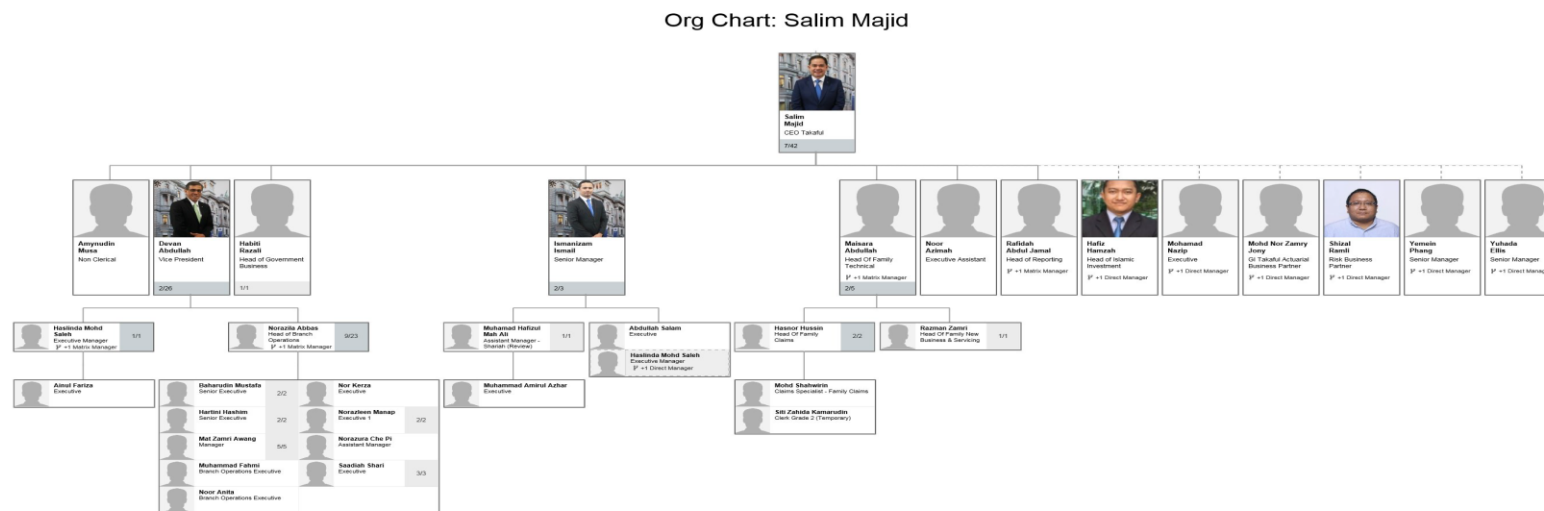 Org Chart: Salim Majid
Salim
Majid
CEO Takaful
7/42
Amynudin
Musa
Non Clerical
Devan
Abdullah
Vice President
2/26
Habiti
Razali
Head of Government
Business
1/1
Ismanizam
Ismail
Senior Manager
2/3
Maisara
Abdullah
Head Of Family
Technical
+1 Matrix Manager
2/5
Noor
Azimah
Executive Assistant
Rafidah
Abdul Jamal
Head of Reporting
+1 Matrix Manager
Hafiz
Hamzah
Head of Islamic
Investment
+1 Direct Manager
Mohamad
Nazip
Executive
+1 Direct Manager
Mohd Nor Zamry
Jony
GI Takaful Actuarial
Business Partner
+1 Direct Manager
Shizal
Ramli
Risk Business
Partner
+1 Direct Manager
Yemein
Phang
Senior Manager
+1 Direct Manager
Yuhada
Ellis
Senior Manager
+1 Direct Manag
Haslinda Mohd
Saleh
Executive Manager
+1 Matrix Manager
1/1
Norazila Abbas
Head of Branch
Operations
+1 Matrix Manager
9/23
Muhamad Hafizul
Mah Ali
Assistant Manager -
Shariah (Review)
1/1
Abdullah Salam
Executive
Haslinda Mohd Saleh
Executive Manager
+1 Direct Manager
Hasnor Hussin
Head Of Family
Claims
2/2
Razman Zamri
Head Of Family New
Business & Servicing
1/1
Ainul Fariza
Executive
Baharudin Mustafa
Senior Executive
2/2
Nor Kerza
Executive
Hartini Hashim
Senior Executive
2/2
Norazleen Manap
Executive 1
2/2
Mat Zamri Awang
Manager
5/5
Norazura Che Pi
Assistant Manager
Muhammad Fahmi
Branch Operations Executive
Saadiah Shari
Executive
3/3
Noor Anita
Branch Operations Executive
Muhammad Amirul Azhar
Executive
Mohd Shahwirin
Claims Specialist - Family Claims
Siti Zahida Kamarudin
Clerk Grade 2 (Temporary)